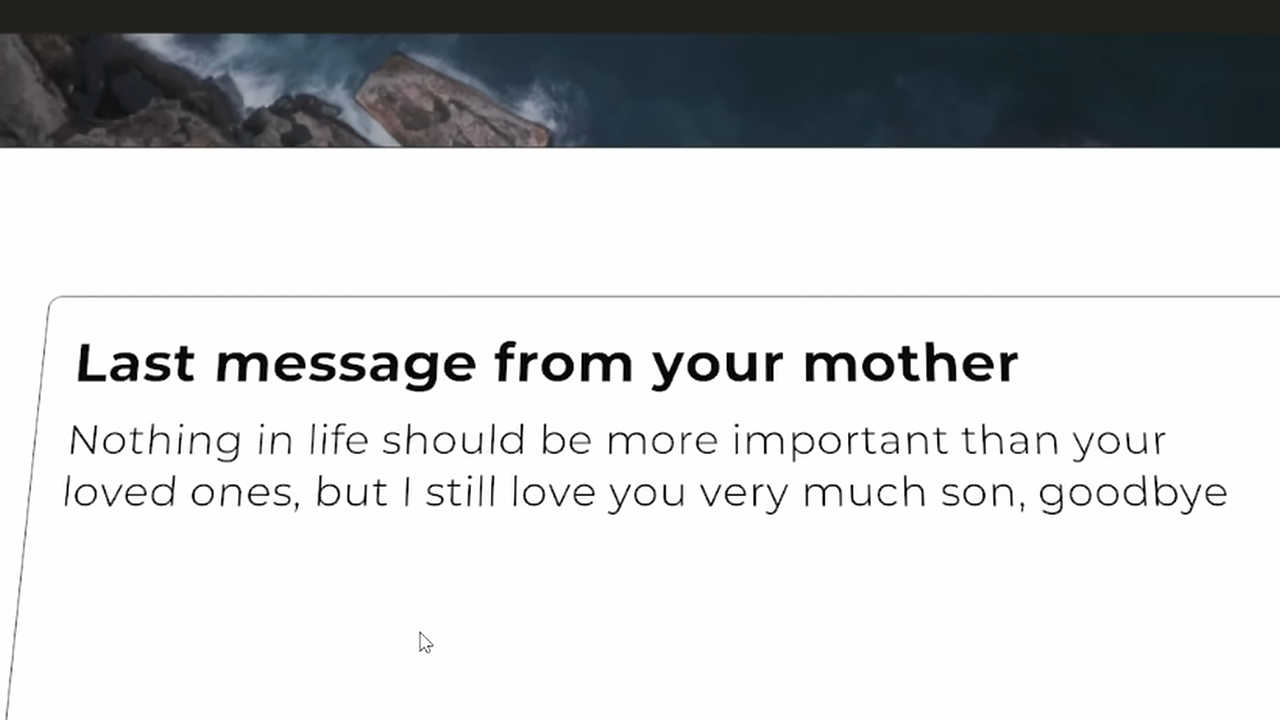 Last message from your mother
Nothing in life should be more important than your
loved ones, but I still love you very much son, goodbye